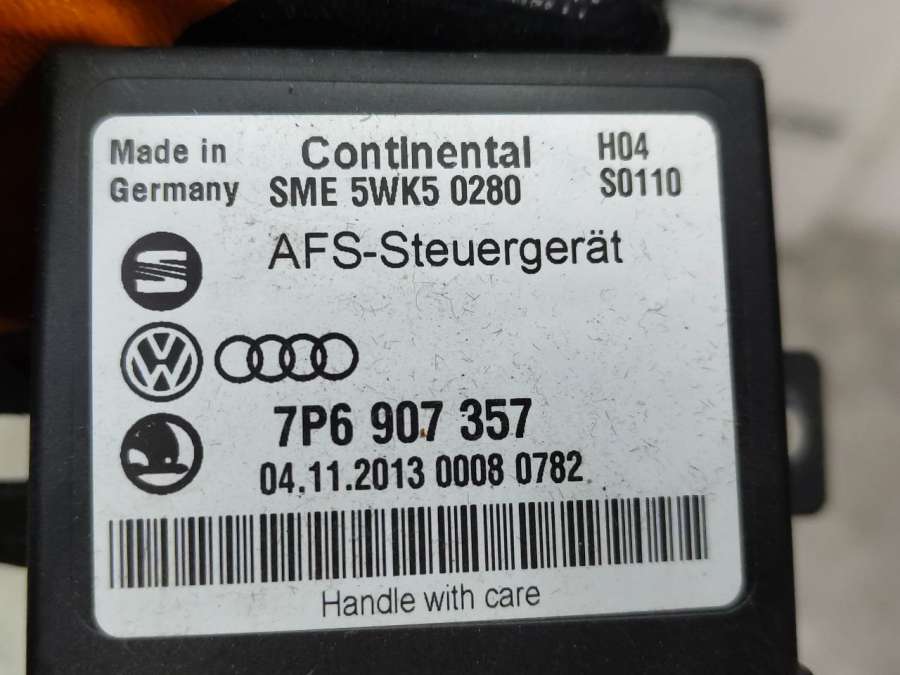 Made in Germany
Continental
SME 5WK5 0280
H04
S0110
AFS-Steuergerät
7P6 907 357
04.11.2013 0008 0782
Handle with care